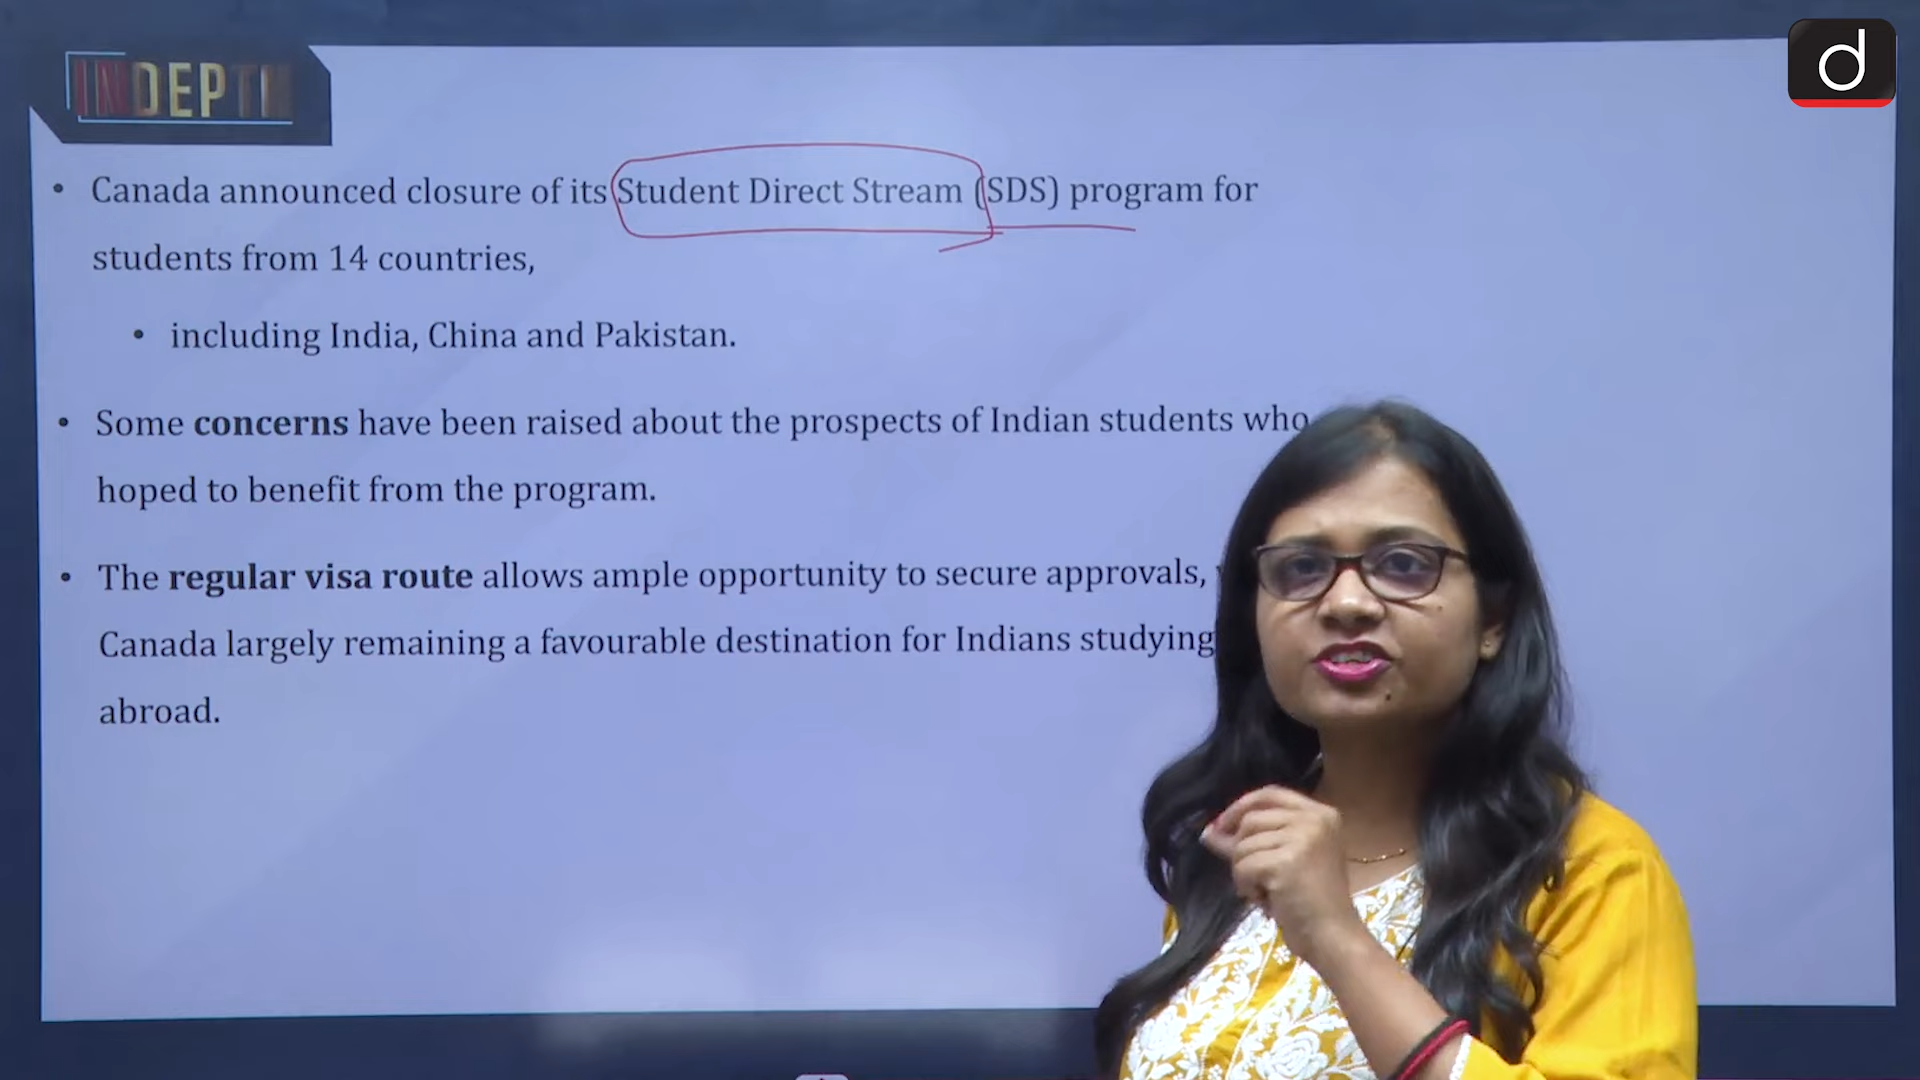 INDEPTH
d
• Canada announced closure of its Student Direct Stream (SDS) program for
students from 14 countries,
• including India, China and Pakistan.
• Some concerns have been raised about the prospects of Indian students who
hoped to benefit from the program.
• The regular visa route allows ample opportunity to secure approvals,
Canada largely remaining a favourable destination for Indians studying
abroad.